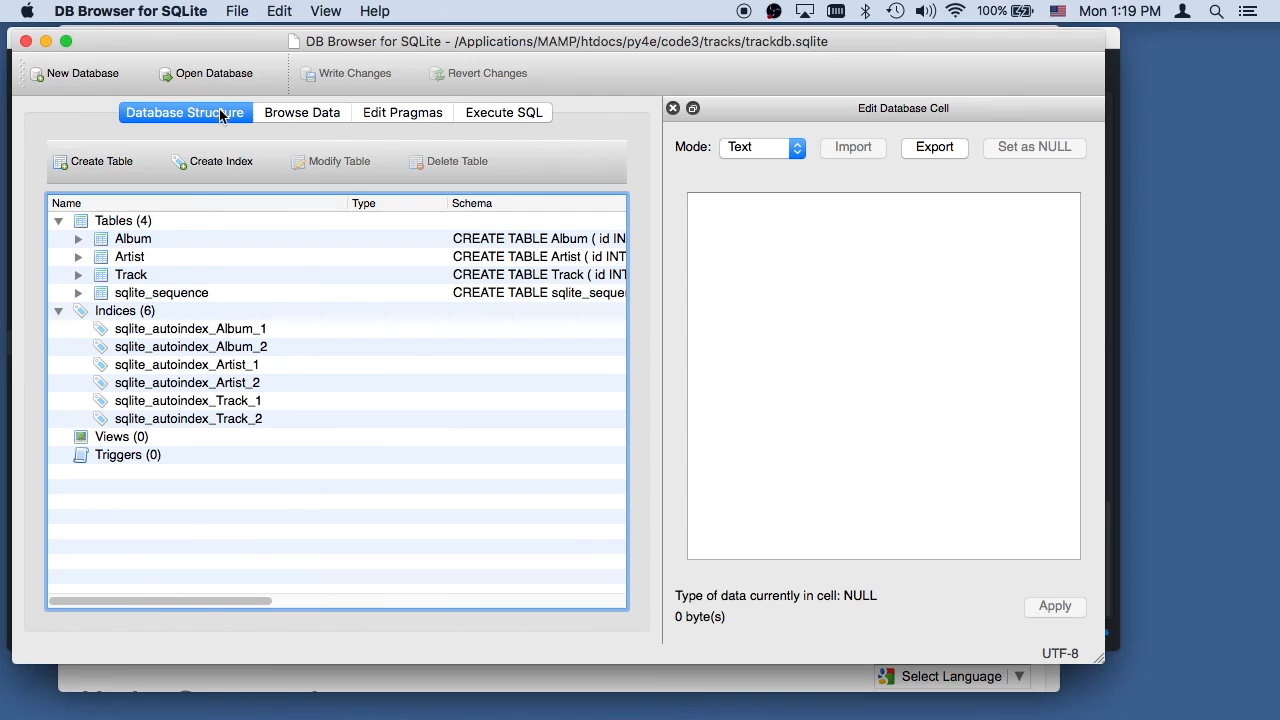 DB Browser for SQLite File Edit View Help 100% Mon 1:19 PM
DB Browser for SQLite - /Applications/MAMP/htdocs/py4e/code3/tracks/trackdb.sqlite
New Database Open Database Write Changes Revert Changes
Database Structure Browse Data Edit Pragmas Execute SQL
Edit Database Cell
Mode: Text Import Export Set as NULL
Create Table Create Index Modify Table Delete Table
Name Type Schema
Tables (4)
Album CREATE TABLE Album ( id IN
Artist CREATE TABLE Artist ( id INT
Track CREATE TABLE Track ( id INT
sqlite_sequence CREATE TABLE sqlite_seque
Indices (6)
sqlite_autoindex_Album_1
sqlite_autoindex_Album_2
sqlite_autoindex_Artist_1
sqlite_autoindex_Artist_2
sqlite_autoindex_Track_1
sqlite_autoindex_Track_2
Views (0)
Triggers (0)
Type of data currently in cell: NULL
0 byte(s)
Apply
UTF-8
Select Language